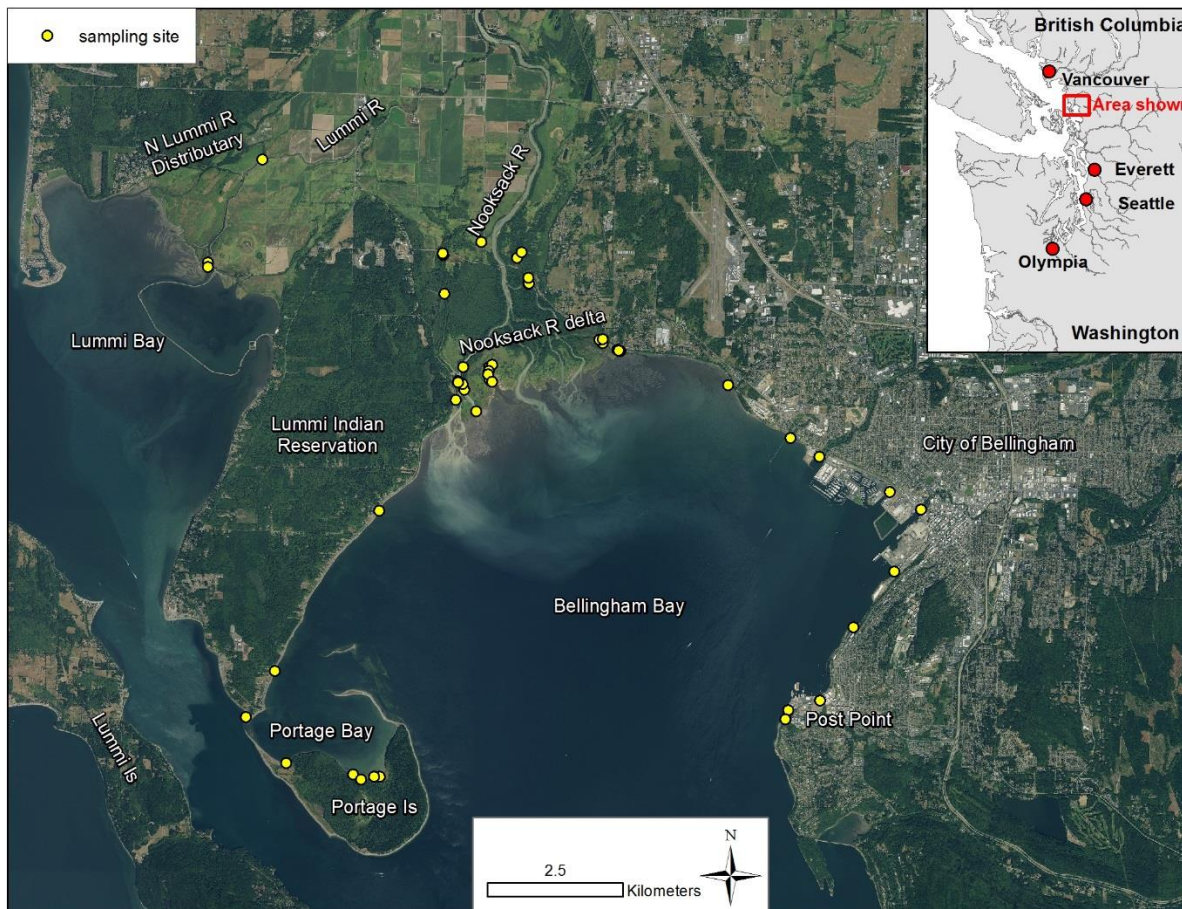 sampling site
British Columbia
Vancouver
Area shown
Everett
Seattle
Olympia
Washington
N Lummi R
Distributary
Lummi R
Nooksack R
Nooksack R delta
Lummi Bay
Lummi Indian
Reservation
City of Bellingham
Bellingham Bay
Portage Bay
Post Point
Lummi Is
Portage Is
N
2.5
Kilometers